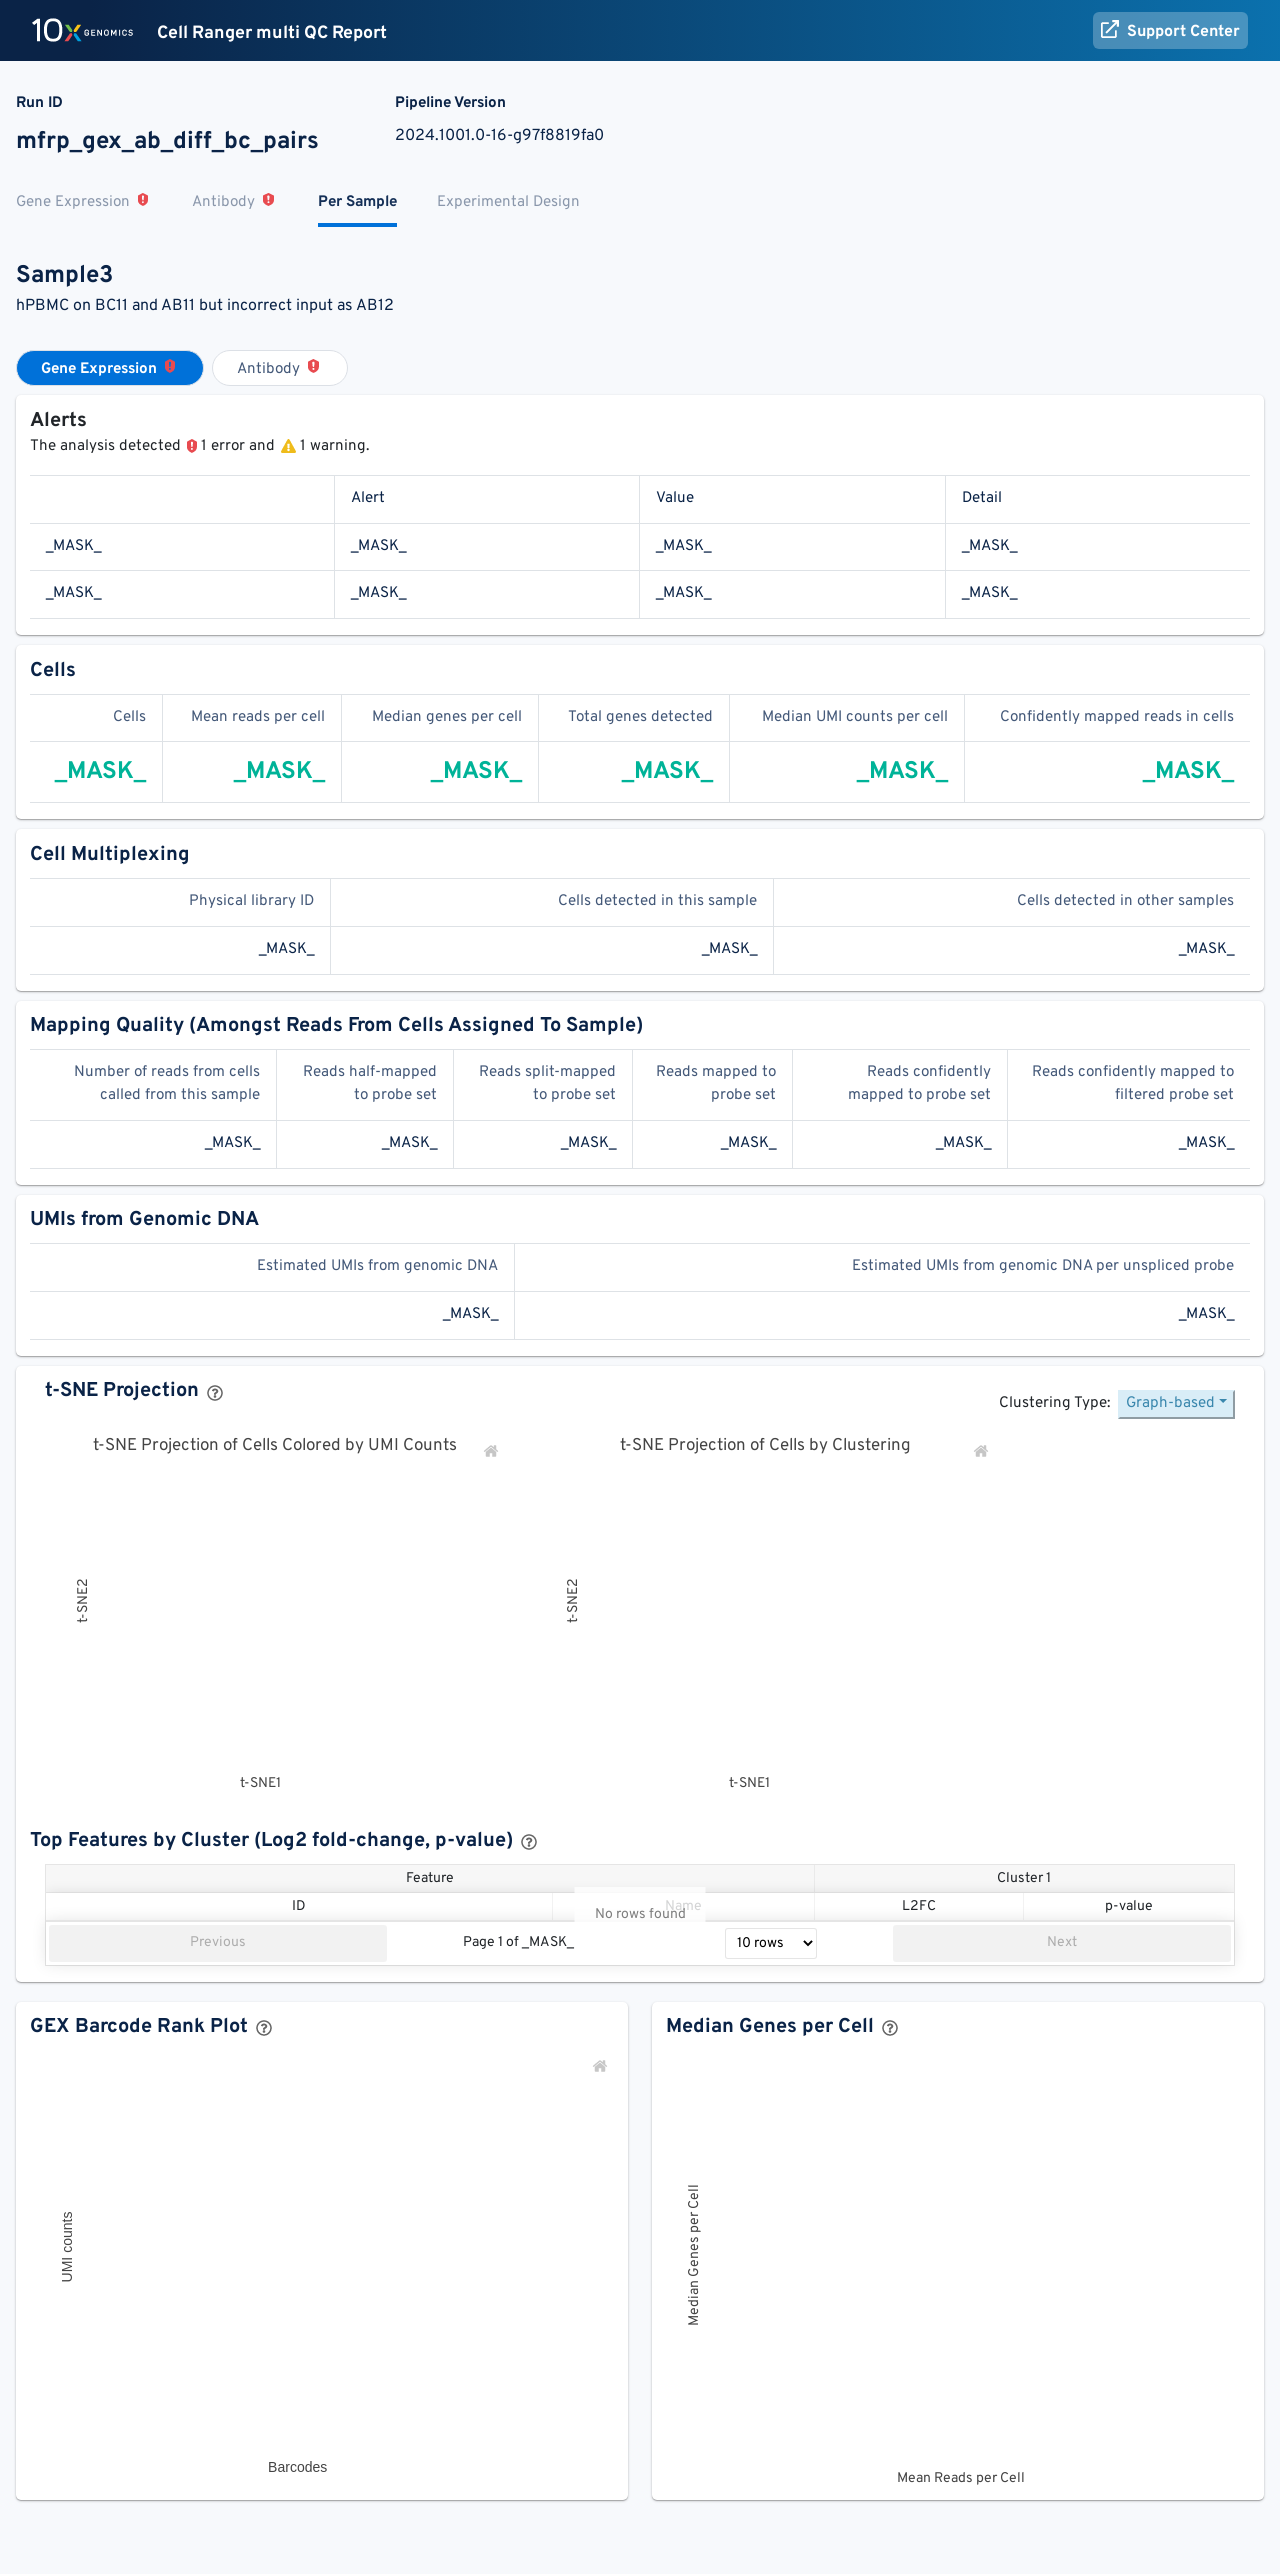 10x GENOMICS Cell Ranger multi QC Report Support Center
Run ID Pipeline Version
mfrp_gex_ab_diff_bc_pairs 2024.1001.0-16-g97f8819fa0
Gene Expression Antibody Per Sample Experimental Design
Sample3
hPBMC on BC11 and AB11 but incorrect input as AB12
Gene Expression Antibody
Alerts
The analysis detected 1 error and 1 warning.
Alert Value Detail
_MASK_ _MASK_ _MASK_ _MASK_
_MASK_ _MASK_ _MASK_ _MASK_
Cells
Cells Mean reads per cell Median genes per cell Total genes detected Median UMI counts per cell Confidently mapped reads in cells
_MASK_ _MASK_ _MASK_ _MASK_ _MASK_ _MASK_
Cell Multiplexing
Physical library ID Cells detected in this sample Cells detected in other samples
_MASK_ _MASK_ _MASK_
Mapping Quality (Amongst Reads From Cells Assigned To Sample)
Number of reads from cells Reads half-mapped Reads split-mapped Reads mapped to Reads confidently Reads confidently mapped to
called from this sample to probe set to probe set probe set mapped to probe set filtered probe set
_MASK_ _MASK_ _MASK_ _MASK_ _MASK_ _MASK_
UMIs from Genomic DNA
Estimated UMIs from genomic DNA Estimated UMIs from genomic DNA per unspliced probe
_MASK_ _MASK_
t-SNE Projection
Clustering Type: Graph-based
t-SNE Projection of Cells Colored by UMI Counts t-SNE Projection of Cells by Clustering
t-SNE2 t-SNE2
t-SNE1 t-SNE1
Top Features by Cluster (Log2 fold-change, p-value)
Feature Cluster 1
ID Name L2FC p-value
No rows found
Previous Page 1 of _MASK_ 10 rows Next
GEX Barcode Rank Plot Median Genes per Cell
UMI counts Median Genes per Cell
Barcodes Mean Reads per Cell